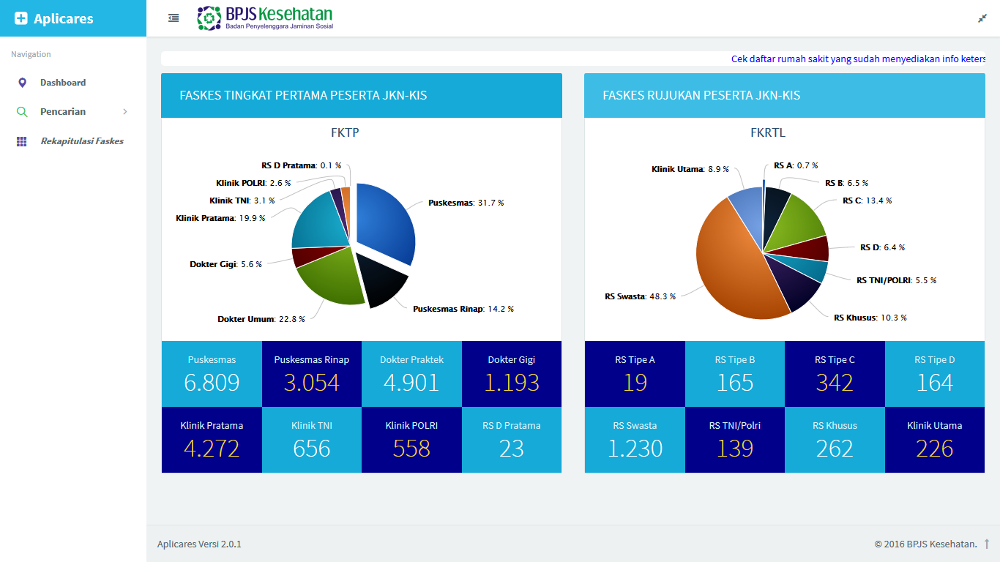 Aplicares
BPJS Kesehatan
Badan Penyelenggara Jaminan Sosial
Navigation
Dashboard
Pencarian
Rekapitulasi Faskes
Cek daftar rumah sakit yang sudah menyediakan info keters
FASKES TINGKAT PERTAMA PESERTA JKN-KIS
FKTP
RS D Pratama: 0.1 %
Klinik POLRI: 2.6 %
Klinik TNI: 3.1 %
Klinik Pratama: 19.9 %
Dokter Gigi: 5.6 %
Dokter Umum: 22.8 %
Puskesmas: 31.7 %
Puskesmas Rinap: 14.2 %
Puskesmas
6.809
Puskesmas Rinap
3.054
Dokter Praktek
4.901
Dokter Gigi
1.193
Klinik Pratama
4.272
Klinik TNI
656
Klinik POLRI
558
RS D Pratama
23
FASKES RUJUKAN PESERTA JKN-KIS
FKRTL
Klinik Utama: 8.9 %
RS A: 0.7 %
RS B: 6.5 %
RS C: 13.4 %
RS D: 6.4 %
RS TNI/POLRI: 5.5 %
RS Khusus: 10.3 %
RS Swasta: 48.3 %
RS Tipe A
19
RS Tipe B
165
RS Tipe C
342
RS Tipe D
164
RS Swasta
1.230
RS TNI/Polri
139
RS Khusus
262
Klinik Utama
226
Aplicares Versi 2.0.1
© 2016 BPJS Kesehatan.